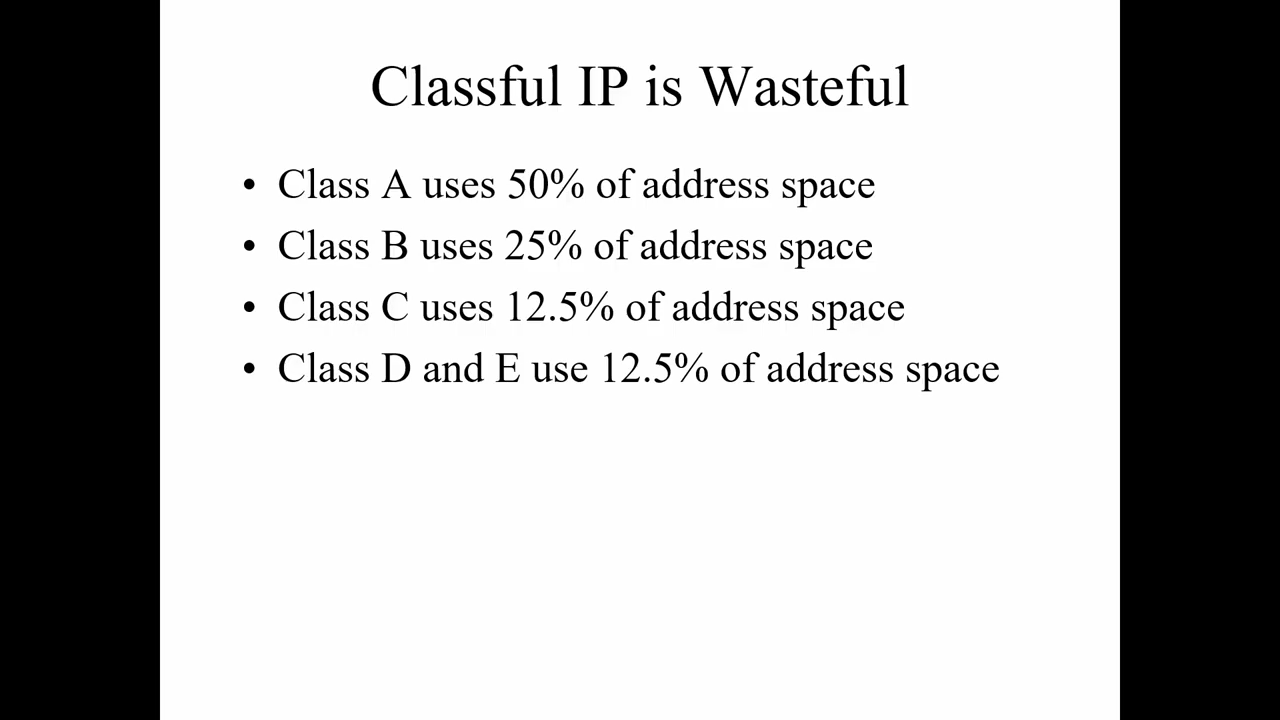 Classful IP is Wasteful
• Class A uses 50% of address space
• Class B uses 25% of address space
• Class C uses 12.5% of address space
• Class D and E use 12.5% of address space